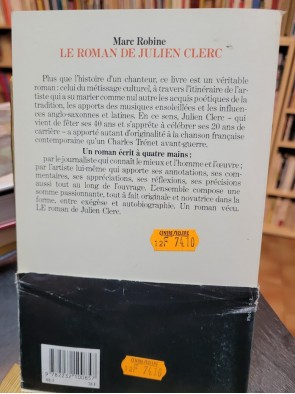 Marc Robine
LE ROMAN DE JULIEN CLERC
Plus que l'histoire d'un chanteur, ce livre est un véritable
roman : celui du métissage culturel, à travers l'itinéraire de l'ar-
tiste qui a su marier comme nul autre les acquis poétiques de la
tradition, les apports des musiques ensoleillées et les influen-
ces anglo-saxonnes et latines. En ce sens, Julien Clerc – qui
vient de fêter ses 40 ans et s'apprête à célébrer ses 20 ans de
carrière – a apporté autant d'originalité à la chanson française
contemporaine qu'un Charles Trénet avant-guerre.
Un roman écrit à quatre mains :
par le journaliste qui connaît le mieux et l'homme et l'œuvre ;
par l'artiste lui-même qui apporte ses annotations, ses com-
mentaires, ses appréciations, ses réflexions, ses précisions
aussi tout au long de l'ouvrage. L'ensemble compose une
somme passionnante, tout à fait originale et novatrice dans la
forme, entre exégèse et autobiographie. Un roman vécu.
LE roman de Julien Clerc.
7410
7410